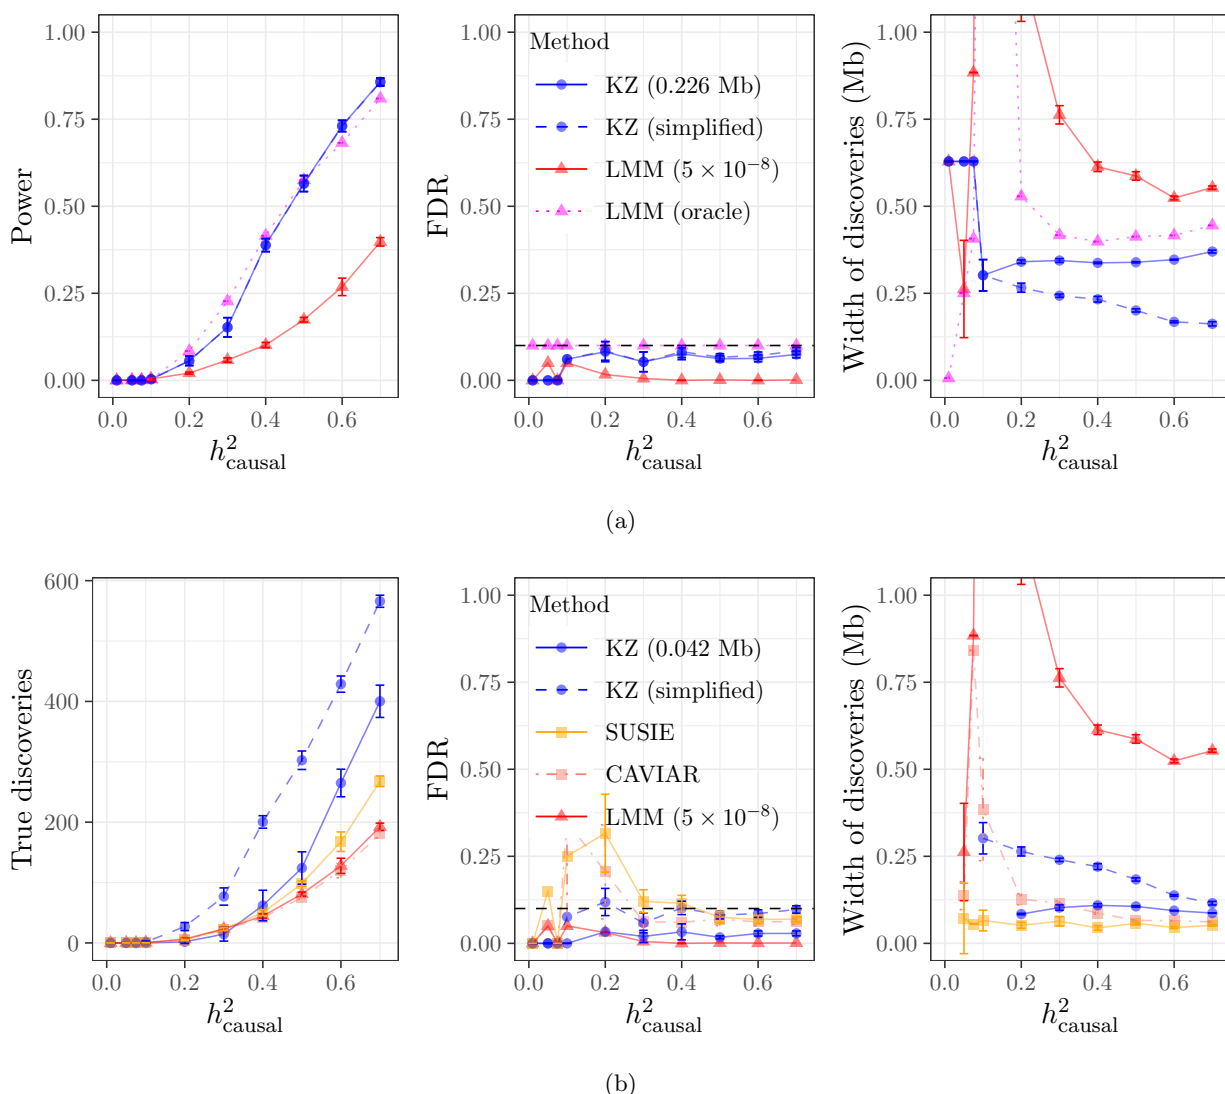 Power
1.00
0.75
0.50
0.25
0.00
0.0 0.2 0.4 0.6
h²causal
FDR
1.00
0.75
0.50
0.25
0.00
Method
KZ (0.226 Mb)
KZ (simplified)
LMM (5 × 10⁻⁸)
LMM (oracle)
0.0 0.2 0.4 0.6
h²causal
Width of discoveries (Mb)
1.00
0.75
0.50
0.25
0.00
0.0 0.2 0.4 0.6
h²causal
(a)
True discoveries
600
400
200
0
0.0 0.2 0.4 0.6
h²causal
FDR
1.00
0.75
0.50
0.25
0.00
Method
KZ (0.042 Mb)
KZ (simplified)
SUSIE
CAVIAR
LMM (5 × 10⁻⁸)
0.0 0.2 0.4 0.6
h²causal
Width of discoveries (Mb)
1.00
0.75
0.50
0.25
0.00
0.0 0.2 0.4 0.6
h²causal
(b)